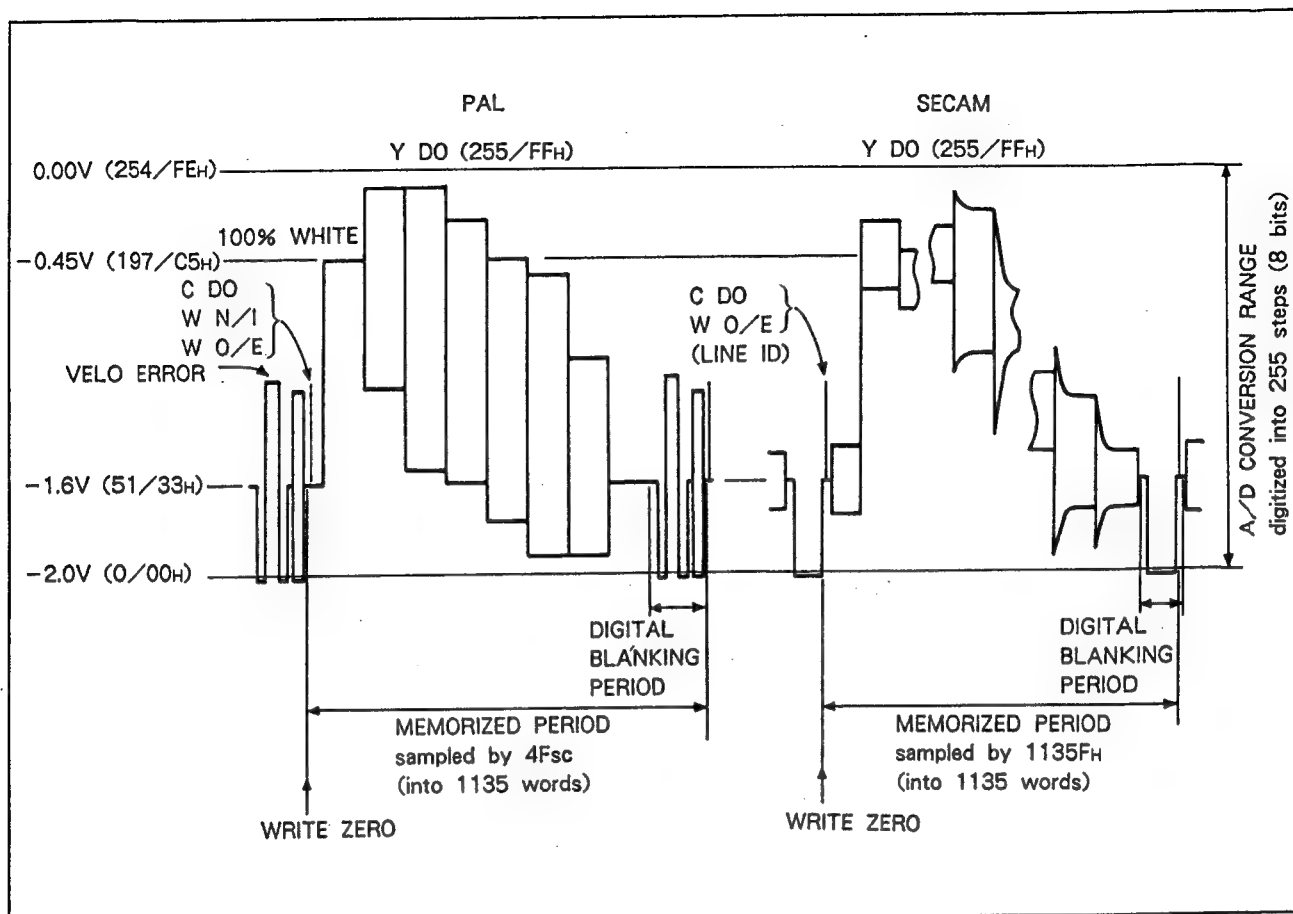 PAL
SECAM
Y DO (255/FFH)
Y DO (255/FFH)
0.00V (254/FEH)
100% WHITE
-0.45V (197/C5H)
C DO
W N/I
W O/E
VELO ERROR
C DO
W O/E
(LINE ID)
-1.6V (51/33H)
-2.0V (0/00H)
A/D CONVERSION RANGE
digitized into 255 steps (8 bits)
DIGITAL
BLANKING
PERIOD
DIGITAL
BLANKING
PERIOD
MEMORIZED PERIOD
sampled by 4Fsc
(into 1135 words)
MEMORIZED PERIOD
sampled by 1135FH
(into 1135 words)
WRITE ZERO
WRITE ZERO